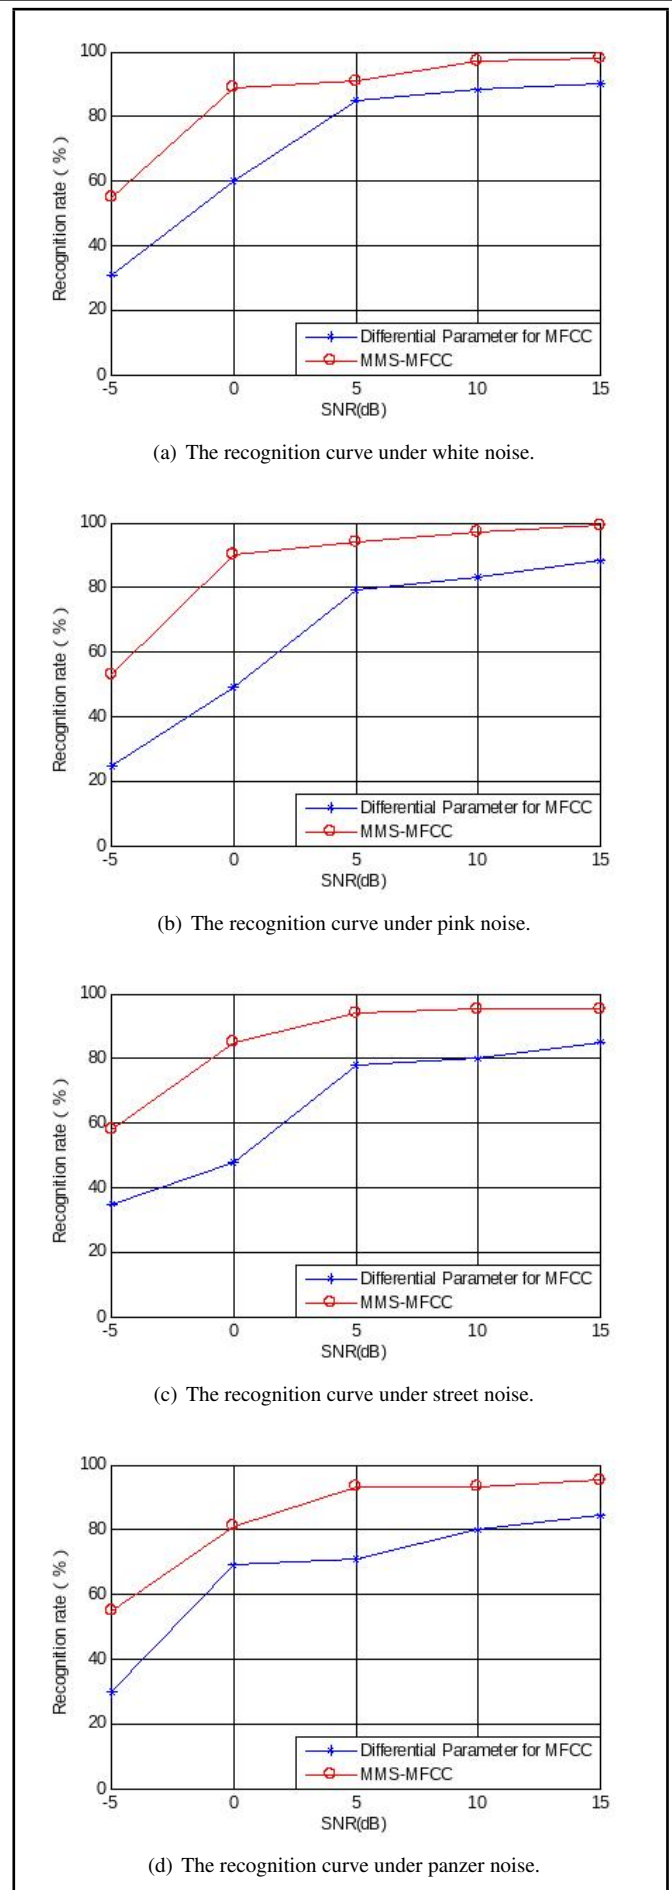 100
80
60
40
20
0
Recognition rate ( % )
-5 0 5 10 15
SNR(dB)
Differential Parameter for MFCC
MMS-MFCC
(a) The recognition curve under white noise.
100
80
60
40
20
0
Recognition rate ( % )
-5 0 5 10 15
SNR(dB)
Differential Parameter for MFCC
MMS-MFCC
(b) The recognition curve under pink noise.
100
80
60
40
20
0
Recognition rate ( % )
-5 0 5 10 15
SNR(dB)
Differential Parameter for MFCC
MMS-MFCC
(c) The recognition curve under street noise.
100
80
60
40
20
0
Recognition rate ( % )
-5 0 5 10 15
SNR(dB)
Differential Parameter for MFCC
MMS-MFCC
(d) The recognition curve under panzer noise.